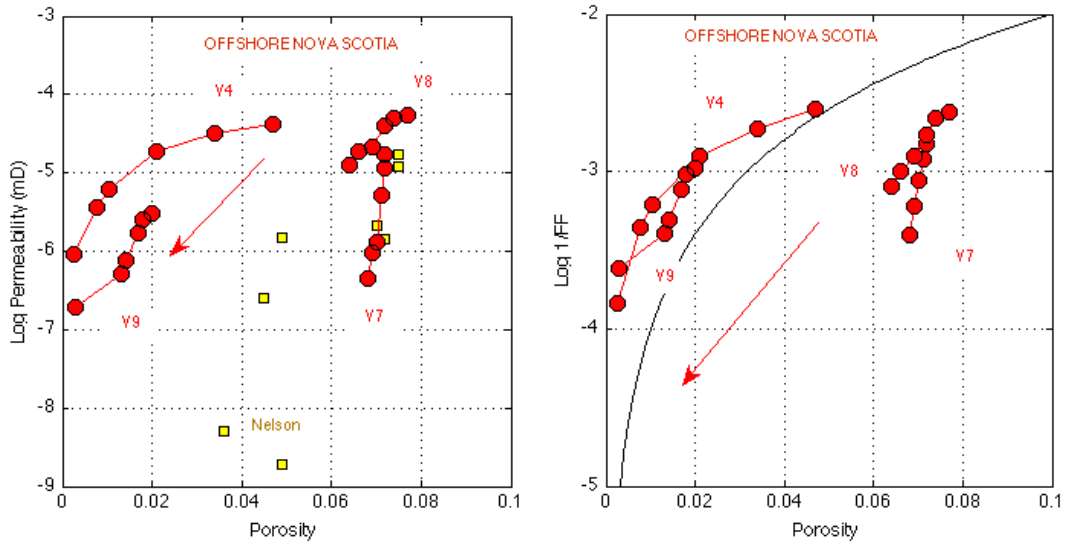 -3
OFFSHORE NOVA SCOTIA
V8
V4
-4
-5
-6
-7
V7
V9
-8
Nelson
-9
0
0.02
0.04
0.06
0.08
0.1
Porosity
Log Permeability (mD)
-2
OFFSHORE NOVA SCOTIA
V4
-3
V8
V7
V9
-4
-5
0
0.02
0.04
0.06
0.08
0.1
Porosity
Log 1/FF